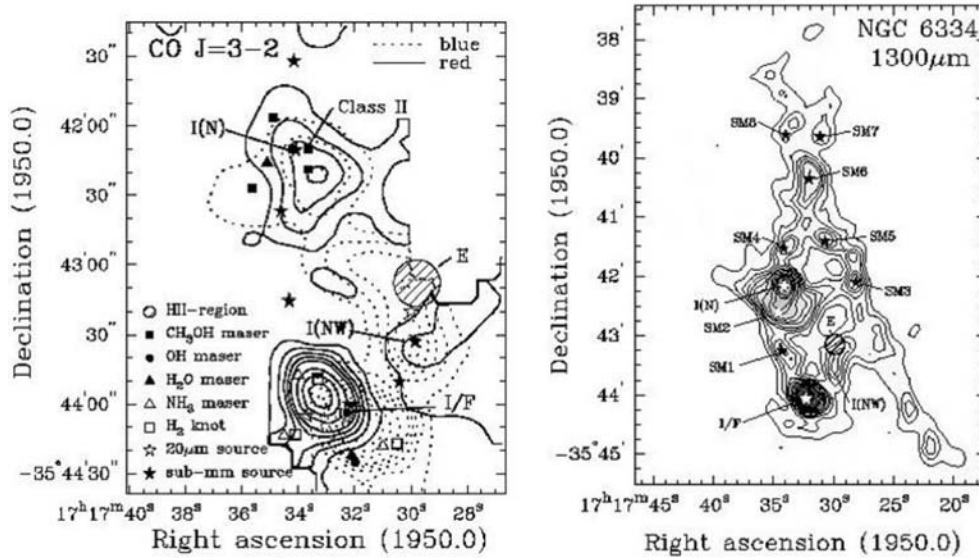 CO J=3-2
blue
red
Class II
I(N)
E
I(NW)
I/F
HII-region
CH₃OH maser
OH maser
H₂O maser
NH₃ maser
H₂ knot
20μm source
sub-mm source
30"
42'00"
30"
43'00"
30"
44'00"
-35°44'30"
Declination (1950.0)
17ʰ17ᵐ36ˢ 34ˢ 32ˢ 30ˢ 28ˢ
Right ascension (1950.0)
NGC 6334
1300μm
SM8
SM7
SM6
SM4
SM5
I(N)
SM3
SM2
E
SM1
I/F
I(NW)
38'
39'
40'
41'
42'
43'
44'
-35°45'
Declination (1950.0)
17ʰ17ᵐ40ˢ 35ˢ 30ˢ 25ˢ 20ˢ
Right ascension (1950.0)